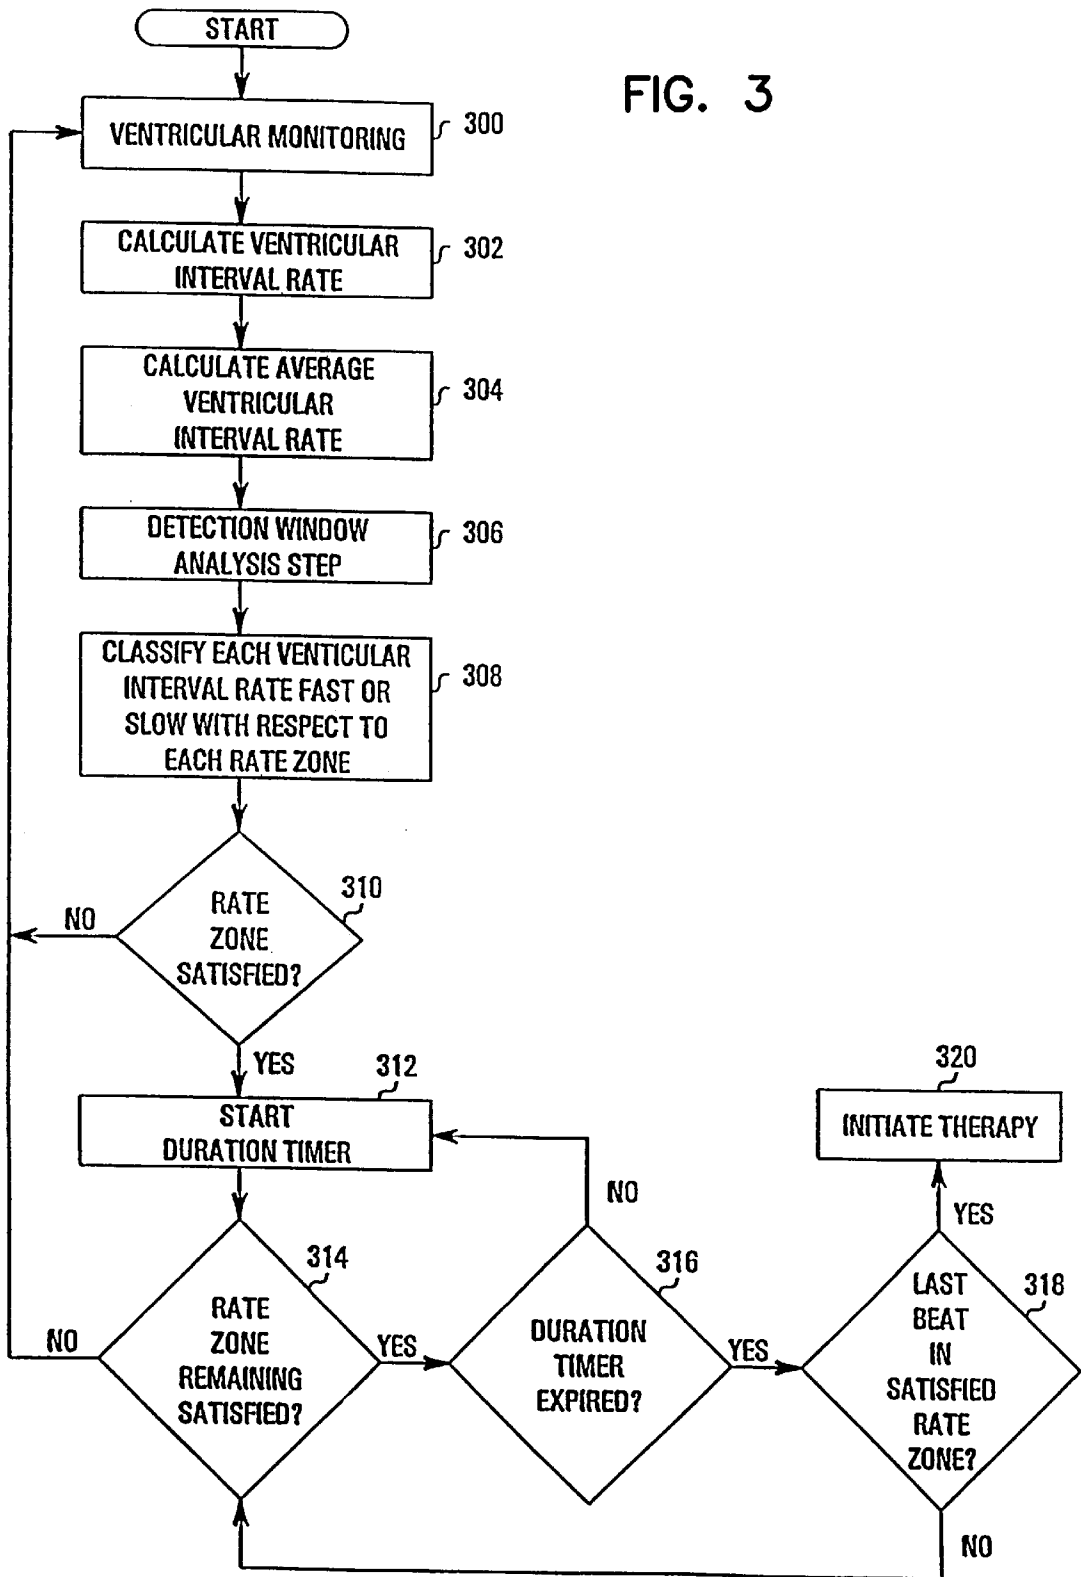 START
FIG. 3
VENTRICULAR MONITORING
300
CALCULATE VENTRICULAR
INTERVAL RATE
302
CALCULATE AVERAGE
VENTRICULAR
INTERVAL RATE
304
DETECTION WINDOW
ANALYSIS STEP
306
CLASSIFY EACH VENTICULAR
INTERVAL RATE FAST OR
SLOW WITH RESPECT TO
EACH RATE ZONE
308
RATE
ZONE
SATISFIED?
310
NO
YES
312
START
DURATION TIMER
RATE
ZONE
REMAINING
SATISFIED?
314
NO
YES
DURATION
TIMER
EXPIRED?
316
NO
YES
LAST
BEAT
IN
SATISFIED
RATE
ZONE?
318
YES
NO
320
INITIATE THERAPY